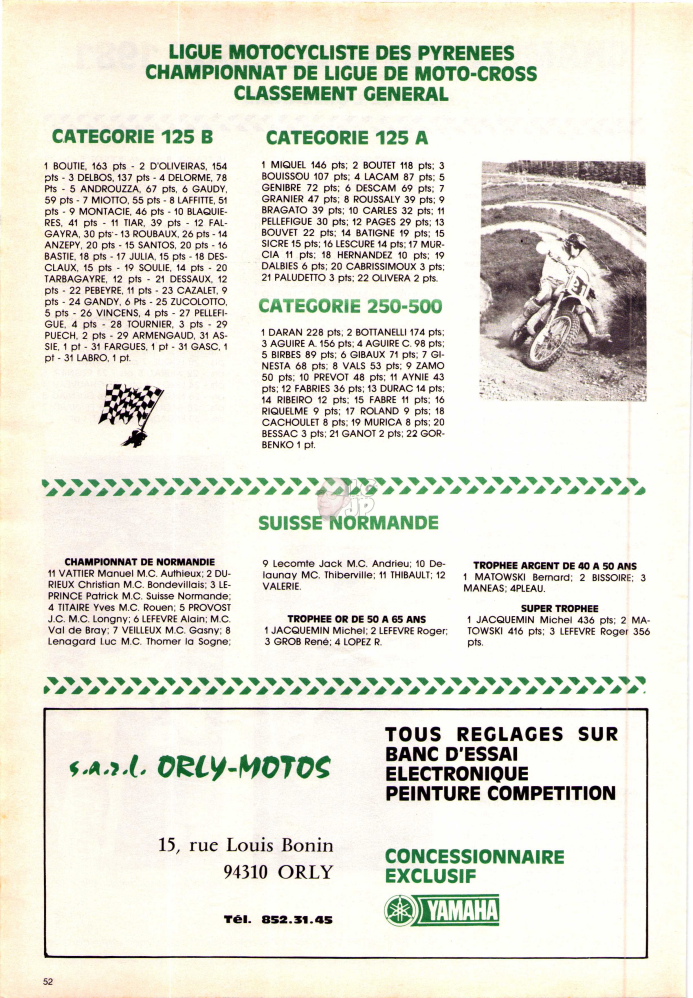 LIGUE MOTOCYCLISTE DES PYRENEES
CHAMPIONNAT DE LIGUE DE MOTO-CROSS
CLASSEMENT GENERAL
CATEGORIE 125 B
1 BOUTIE, 163 pts - 2 D'OLIVEIRAS, 154
pts - 3 DELBOS, 137 pts - 4 DELORME, 78
Pts - 5 ANDROUZZA, 67 pts, 6 GAUDY,
59 pts - 7 MIOTTO, 55 pts - 8 LAFFITTE, 51
pts - 9 MONTACIE, 46 pts - 10 BLAQUIE-
RES, 41 pts - 11 TIAR, 39 pts - 12 FAL-
GAYRA, 30 pts - 13 ROUBAUX, 26 pts - 14
ANZEPY, 20 pts - 15 SANTOS, 20 pts - 16
BASTIE, 18 pts - 17 JULIA, 15 pts - 18 DES-
CLAUX, 15 pts - 19 SOULIE, 14 pts - 20
TARBAGAYRE, 12 pts - 21 DESSAUX, 12
pts - 22 PEBEYRE, 11 pts - 23 CAZALET, 9
pts - 24 GANDY, 6 Pts - 25 ZUCOLOTTO,
5 pts - 26 VINCENS, 4 pts - 27 PELLEFI-
GUE, 4 pts - 28 TOURNIER, 3 pts - 29
PUECH, 2 pts - 29 ARMENGAUD, 31 AS-
SIE, 1 pt - 31 FARGUES, 1 pt - 31 GASC, 1
pt - 31 LABRO, 1 pt.
CATEGORIE 125 A
1 MIQUEL 146 pts; 2 BOUTET 118 pts; 3
BOUISSOU 107 pts; 4 LACAM 87 pts; 5
GENIBRE 72 pts; 6 DESCAM 69 pts; 7
GRANIER 47 pts; 8 ROUSSALY 39 pts; 9
BRAGATO 39 pts; 10 CARLES 32 pts; 11
PELLEFIGUE 30 pts; 12 PAGES 29 pts; 13
BOUVET 22 pts; 14 BATIGNE 19 pts; 15
SICRE 15 pts; 16 LESCURE 14 pts; 17 MUR-
CIA 11 pts; 18 HERNANDEZ 10 pts; 19
DALBIES 6 pts; 20 CABRISSIMOUX 3 pts;
21 PALUDETTO 3 pts; 22 OLIVERA 2 pts.
CATEGORIE 250-500
1 DARAN 228 pts; 2 BOTTANELLI 174 pts;
3 AGUIRE A. 156 pts; 4 AGUIRE C. 98 pts;
5 BIRBES 89 pts; 6 GIBAUX 71 pts; 7 GI-
NESTA 68 pts; 8 VALS 53 pts; 9 ZAMO
50 pts; 10 PREVOT 48 pts; 11 AYNIE 43
pts; 12 FABRIES 36 pts; 13 DURAC 14 pts;
14 RIBEIRO 12 pts; 15 FABRE 11 pts; 16
RIQUELME 9 pts; 17 ROLAND 9 pts; 18
CACHOULET 8 pts; 19 MURICA 8 pts; 20
BESSAC 3 pts; 21 GANOT 2 pts; 22 GOR-
BENKO 1 pt.
JP
SUISSE NORMANDE
CHAMPIONNAT DE NORMANDIE
11 VATTIER Manuel M.C. Authieux; 2 DU-
RIEUX Christian M.C. Bondevillais; 3 LE-
PRINCE Patrick M.C. Suisse Normande;
4 TITAIRE Yves M.C. Rouen; 5 PROVOST
J.C. M.C. Longny; 6 LEFEVRE Alain; M.C.
Val de Bray; 7 VEILLEUX M.C. Gasny; 8
Lenagard Luc M.C. Thomer la Sogne;
9 Lecomte Jack M.C. Andrieu; 10 De-
launay MC. Thiberville; 11 THIBAULT; 12
VALERIE.
TROPHEE OR DE 50 A 65 ANS
1 JACQUEMIN Michel; 2 LEFEVRE Roger;
3 GROB René; 4 LOPEZ R.
TROPHEE ARGENT DE 40 A 50 ANS
1 MATOWSKI Bernard; 2 BISSOIRE; 3
MANEAS; 4PLEAU.
SUPER TROPHEE
1 JACQUEMIN Michel 436 pts; 2 MA-
TOWSKI 416 pts; 3 LEFEVRE Roger 356
pts.
s.a.r.l. ORLY-MOTOS
15, rue Louis Bonin
94310 ORLY
Tél. 852.31.45
TOUS REGLAGES SUR
BANC D'ESSAI
ELECTRONIQUE
PEINTURE COMPETITION
CONCESSIONNAIRE
EXCLUSIF
YAMAHA
52